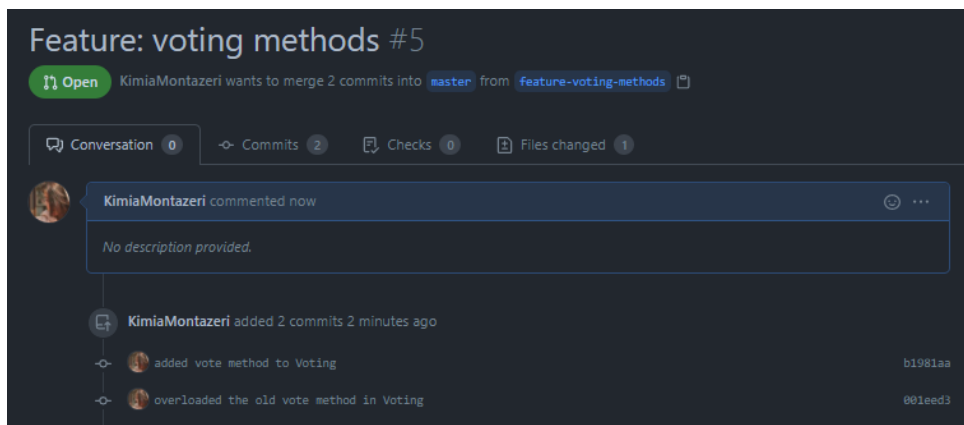 Feature: voting methods #5
Open KimiaMontazeri wants to merge 2 commits into master from feature-voting-methods
Conversation 0 Commits 2 Checks 0 Files changed 1
KimiaMontazeri commented now
No description provided.
KimiaMontazeri added 2 commits 2 minutes ago
added vote method to Voting b1981aa
overloaded the old vote method in Voting 001eed3